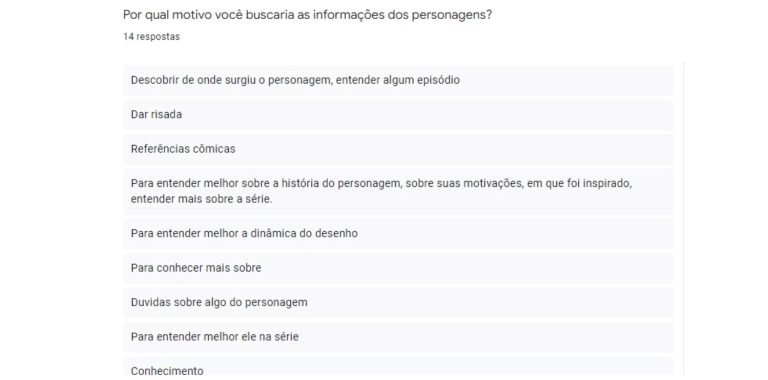 Por qual motivo você buscaria as informações dos personagens?
14 respostas
Descobrir de onde surgiu o personagem, entender algum episódio
Dar risada
Referências cômicas
Para entender melhor sobre a história do personagem, sobre suas motivações, em que foi inspirado,
entender mais sobre a série.
Para entender melhor a dinâmica do desenho
Para conhecer mais sobre
Duvidas sobre algo do personagem
Para entender melhor ele na série
Conhecimento